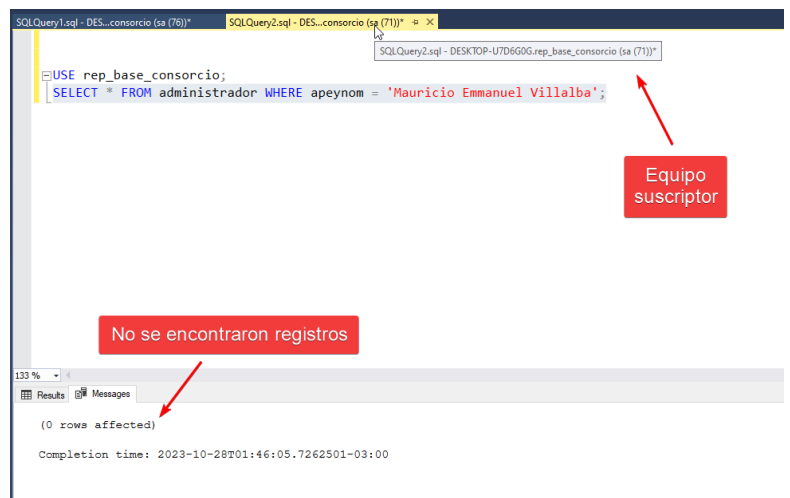 SQLQuery1.sql - DES...consorcio (sa (76))*
SQLQuery2.sql - DES...consorcio (sa (71))*
SQLQuery2.sql - DESKTOP-U7D6G0G.rep_base_consorcio (sa (71))*
USE rep_base_consorcio;
SELECT * FROM administrador WHERE apeynom = 'Mauricio Emmanuel Villalba';
Equipo
suscriptor
No se encontraron registros
133 %
Results
Messages
(0 rows affected)
Completion time: 2023-10-28T01:46:05.7262501-03:00